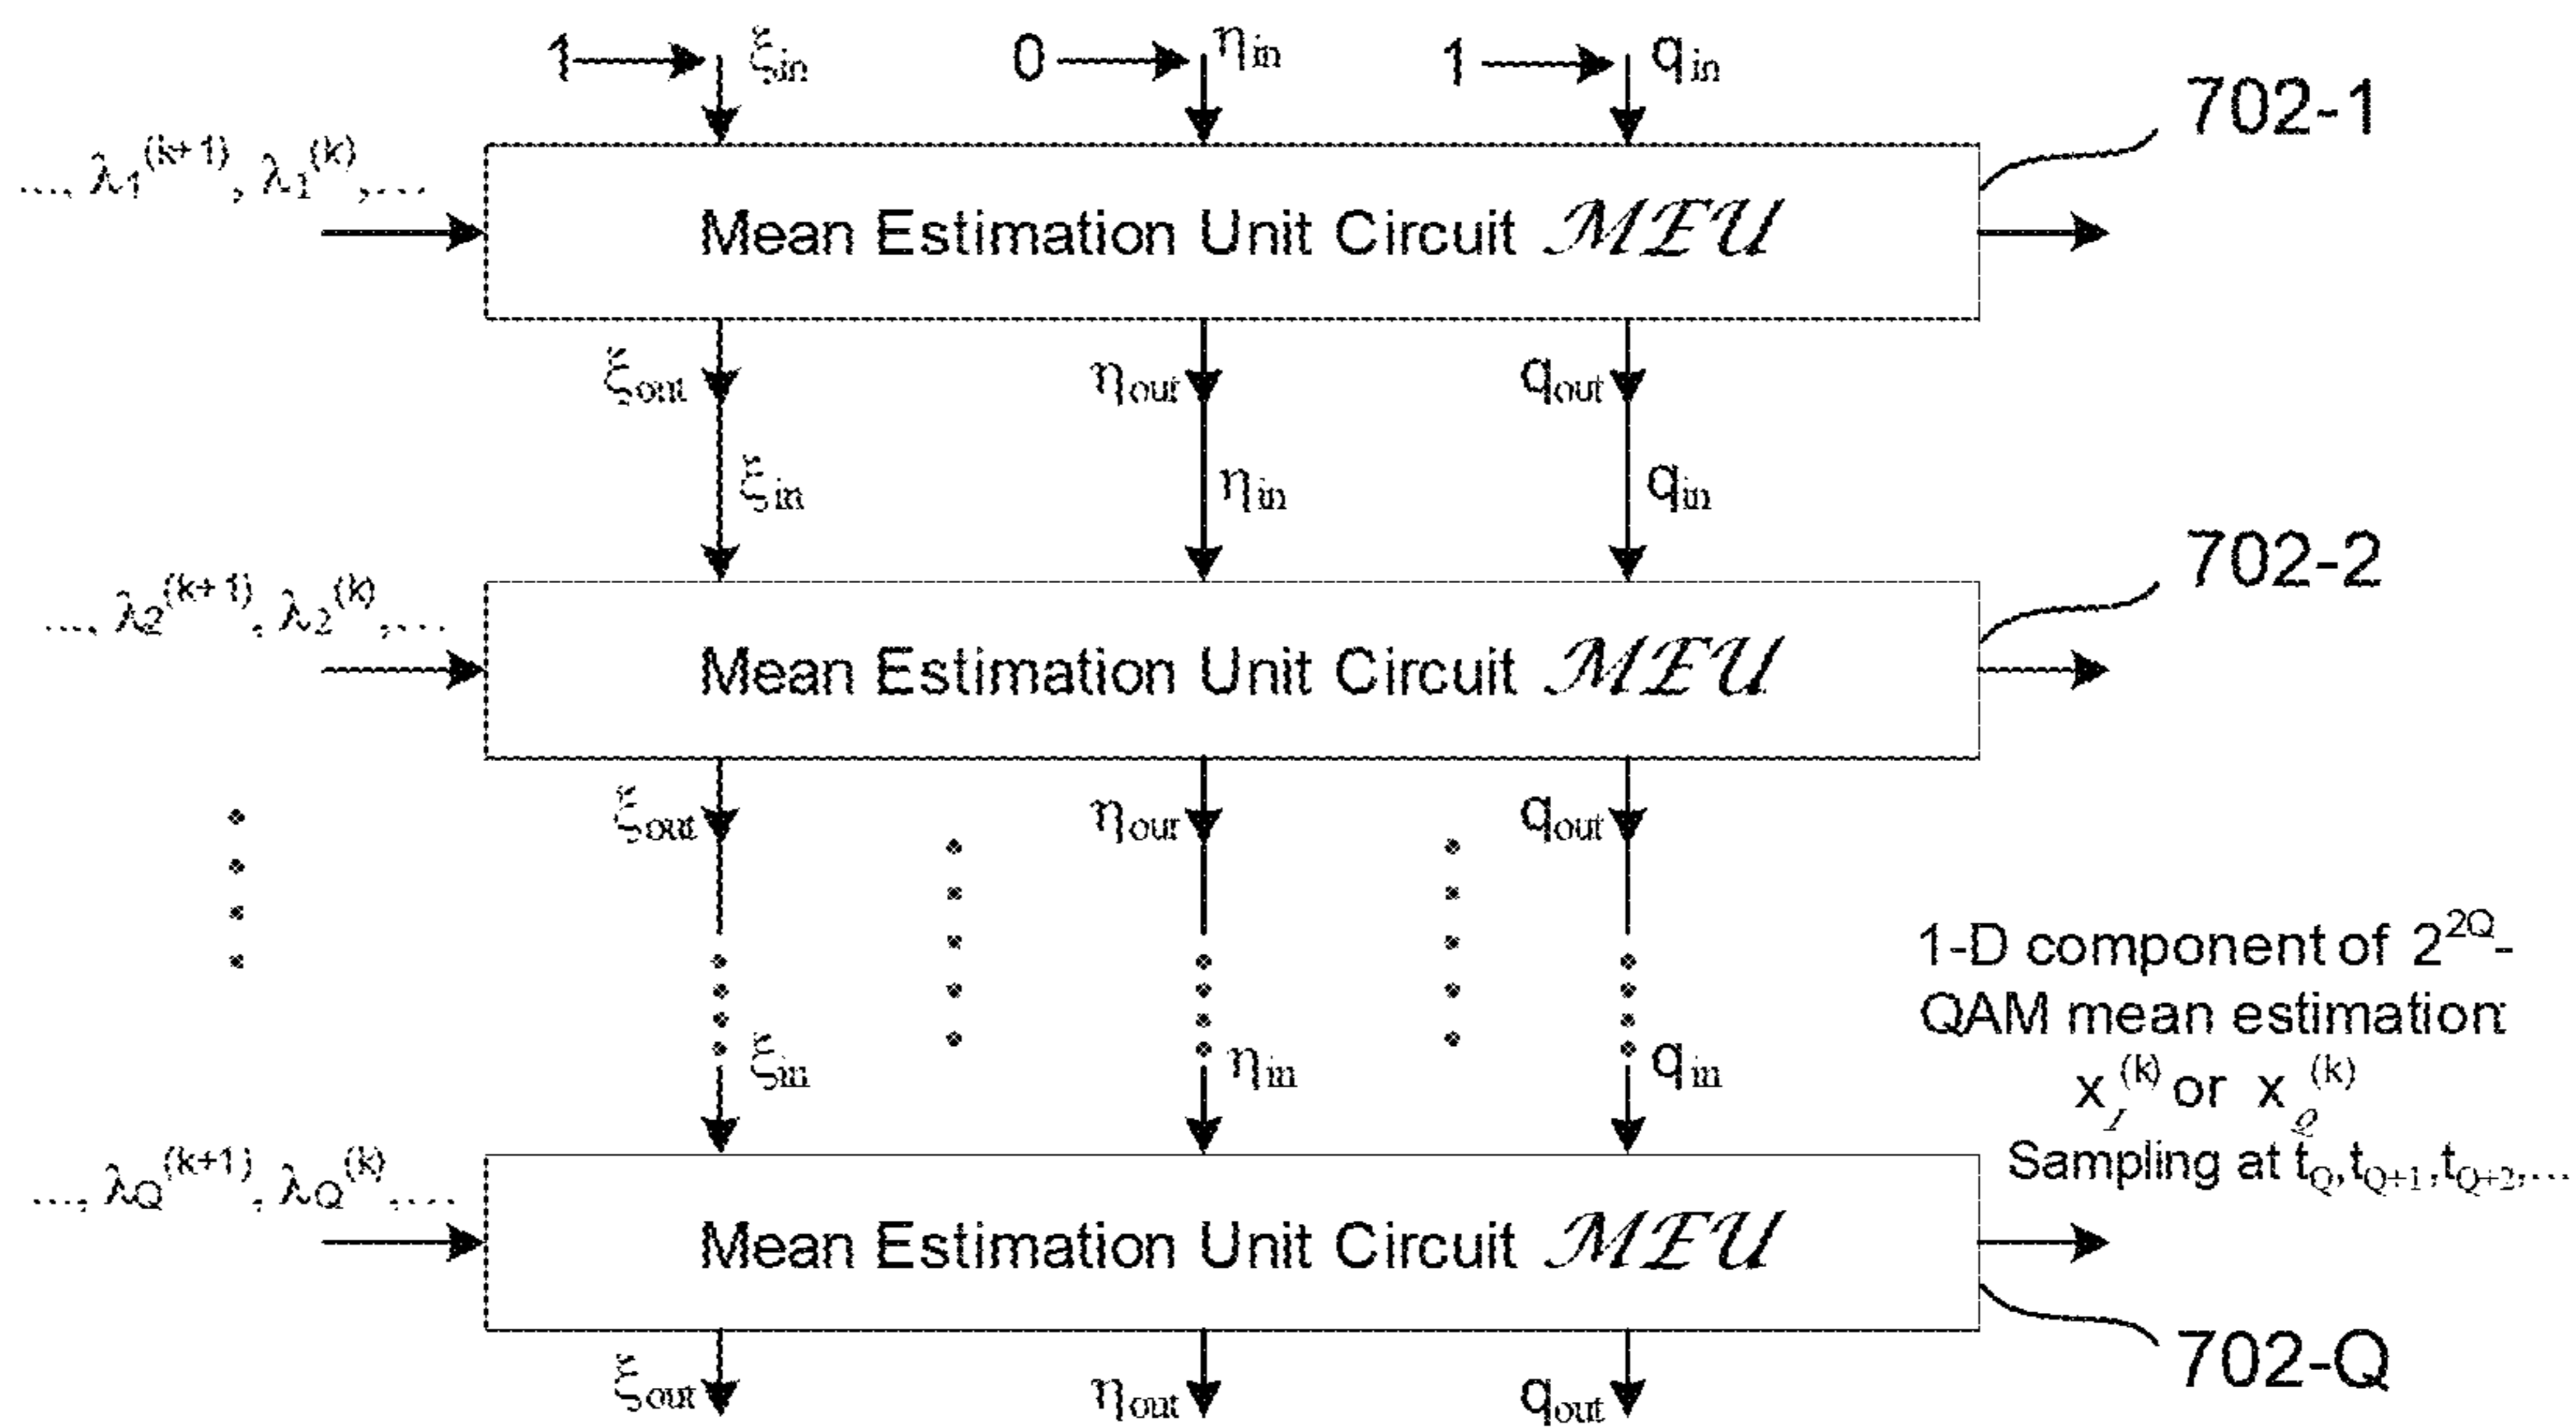 1 ξin 0 ηin 1 qin
702-1
..., λ1(k+1), λ1(k),...
Mean Estimation Unit Circuit MEU
ξout ηout qout
ξin ηin qin
702-2
..., λ2(k+1), λ2(k),...
Mean Estimation Unit Circuit MEU
ξout ηout qout
1-D component of 2^2Q-
QAM mean estimation:
ξin ηin qin
xI(k) or xQ(k)
Sampling at tQ,tQ+1,tQ+2,...
..., λQ(k+1), λQ(k),...
Mean Estimation Unit Circuit MEU
702-Q
ξout ηout qout